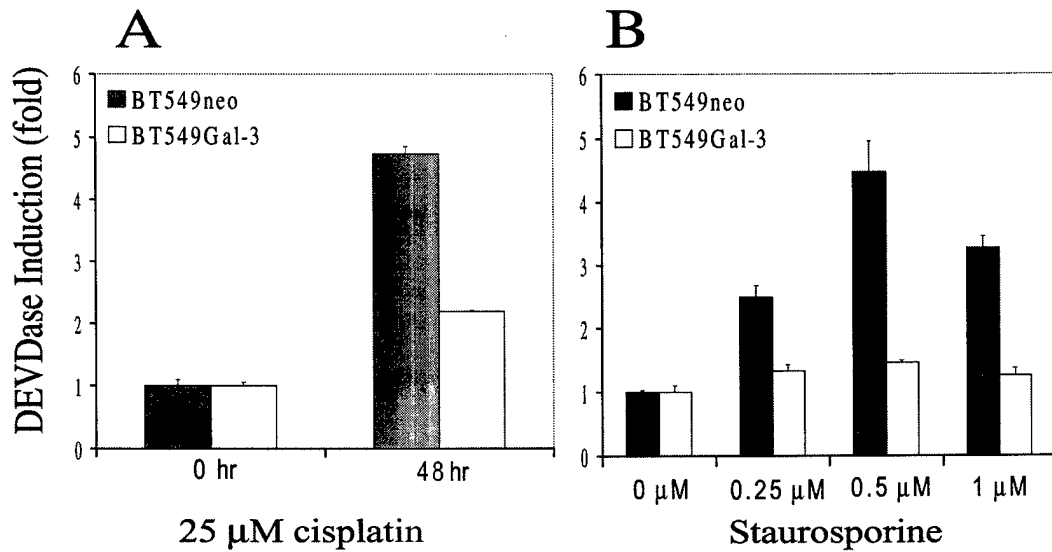 A
DEVDase Induction (fold)
6
5
4
3
2
1
0
BT549neo
BT549Gal-3
0 hr
48 hr
25 µM cisplatin
B
6
5
4
3
2
1
0
BT549neo
BT549Gal-3
0 µM
0.25 µM
0.5 µM
1 µM
Staurosporine